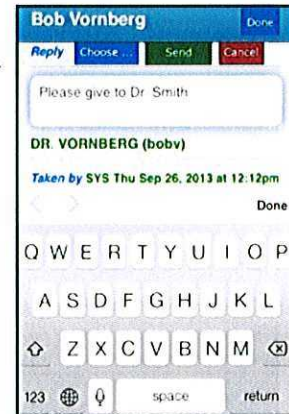 Bob Vornberg Done
Reply Choose ... Send Cancel
Please give to Dr. Smith
DR. VORNBERG (bobv)
Taken by SYS Thu Sep 26, 2013 at 12:12pm
Done
Q W E R T Y U I O P
A S D F G H J K L
Z X C V B N M
123 space return